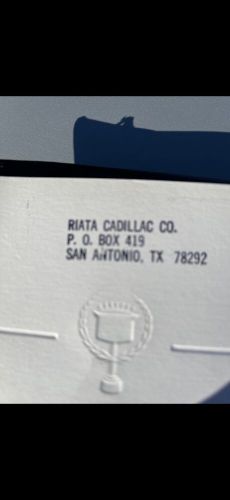 RIATA CADILLAC CO.
P. O. BOX 419
SAN ANTONIO, TX 78292